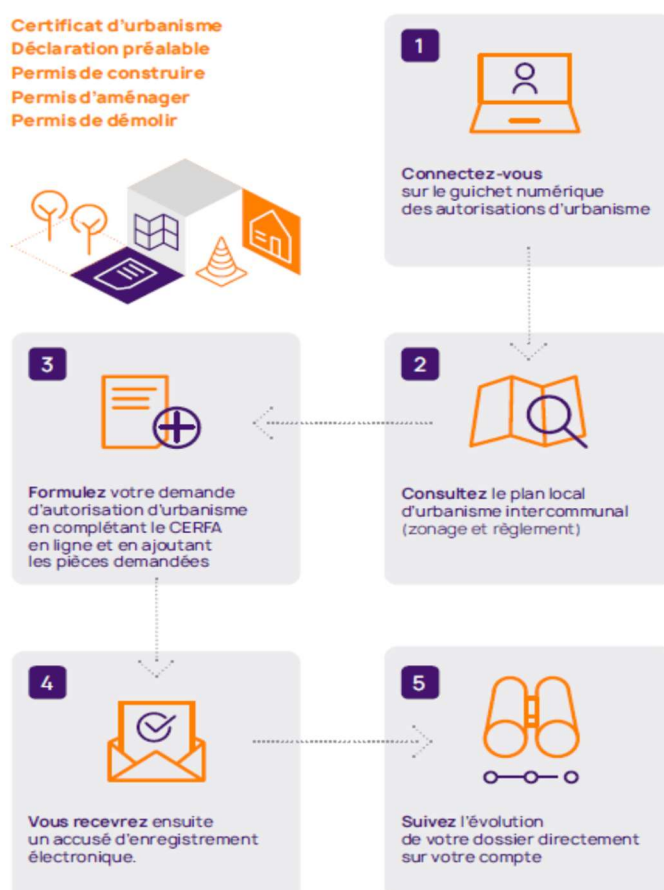 Certificat d'urbanisme
Déclaration préalable
Permis de construire
Permis d'aménager
Permis de démolir
1
Connectez-vous
sur le guichet numérique
des autorisations d'urbanisme
2
Consultez le plan local
d'urbanisme intercommunal
(zonage et règlement)
3
Formulez votre demande
d'autorisation d'urbanisme
en complétant le CERFA
en ligne et en ajoutant
les pièces demandées
4
Vous recevrez ensuite
un accusé d'enregistrement
électronique.
5
Suivez l'évolution
de votre dossier directement
sur votre compte